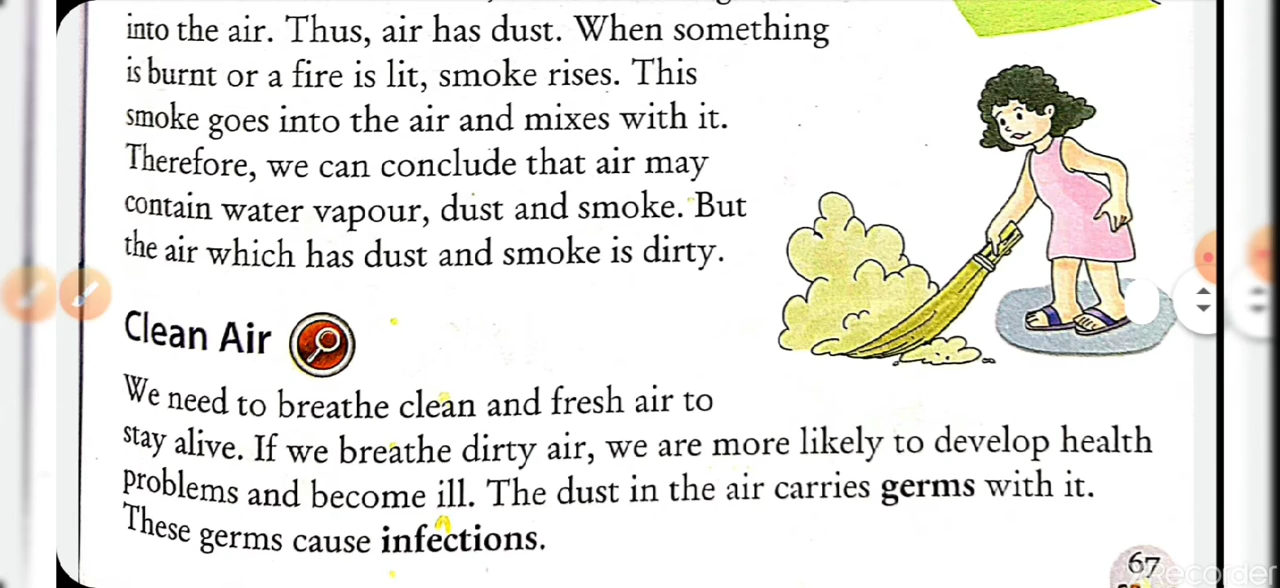 into the air. Thus, air has dust. When something
is burnt or a fire is lit, smoke rises. This
smoke goes into the air and mixes with it.
Therefore, we can conclude that air may
contain water vapour, dust and smoke. But
the air which has dust and smoke is dirty.
Clean Air
We need to breathe clean and fresh air to
stay alive. If we breathe dirty air, we are more likely to develop health
problems and become ill. The dust in the air carries germs with it.
These germs cause infections.
67
Recorder